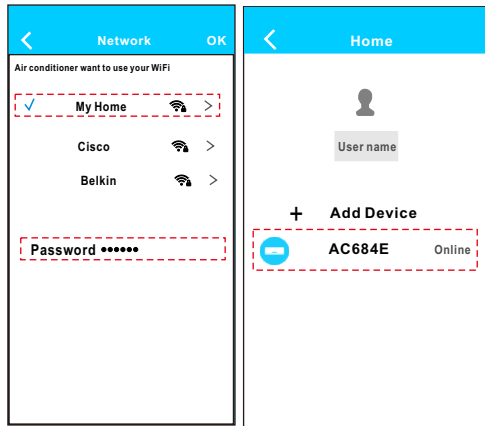 Network OK
Air conditioner want to use your WiFi
My Home
Cisco
Belkin
Password ••••••
Home
User name
+ Add Device
AC684E Online